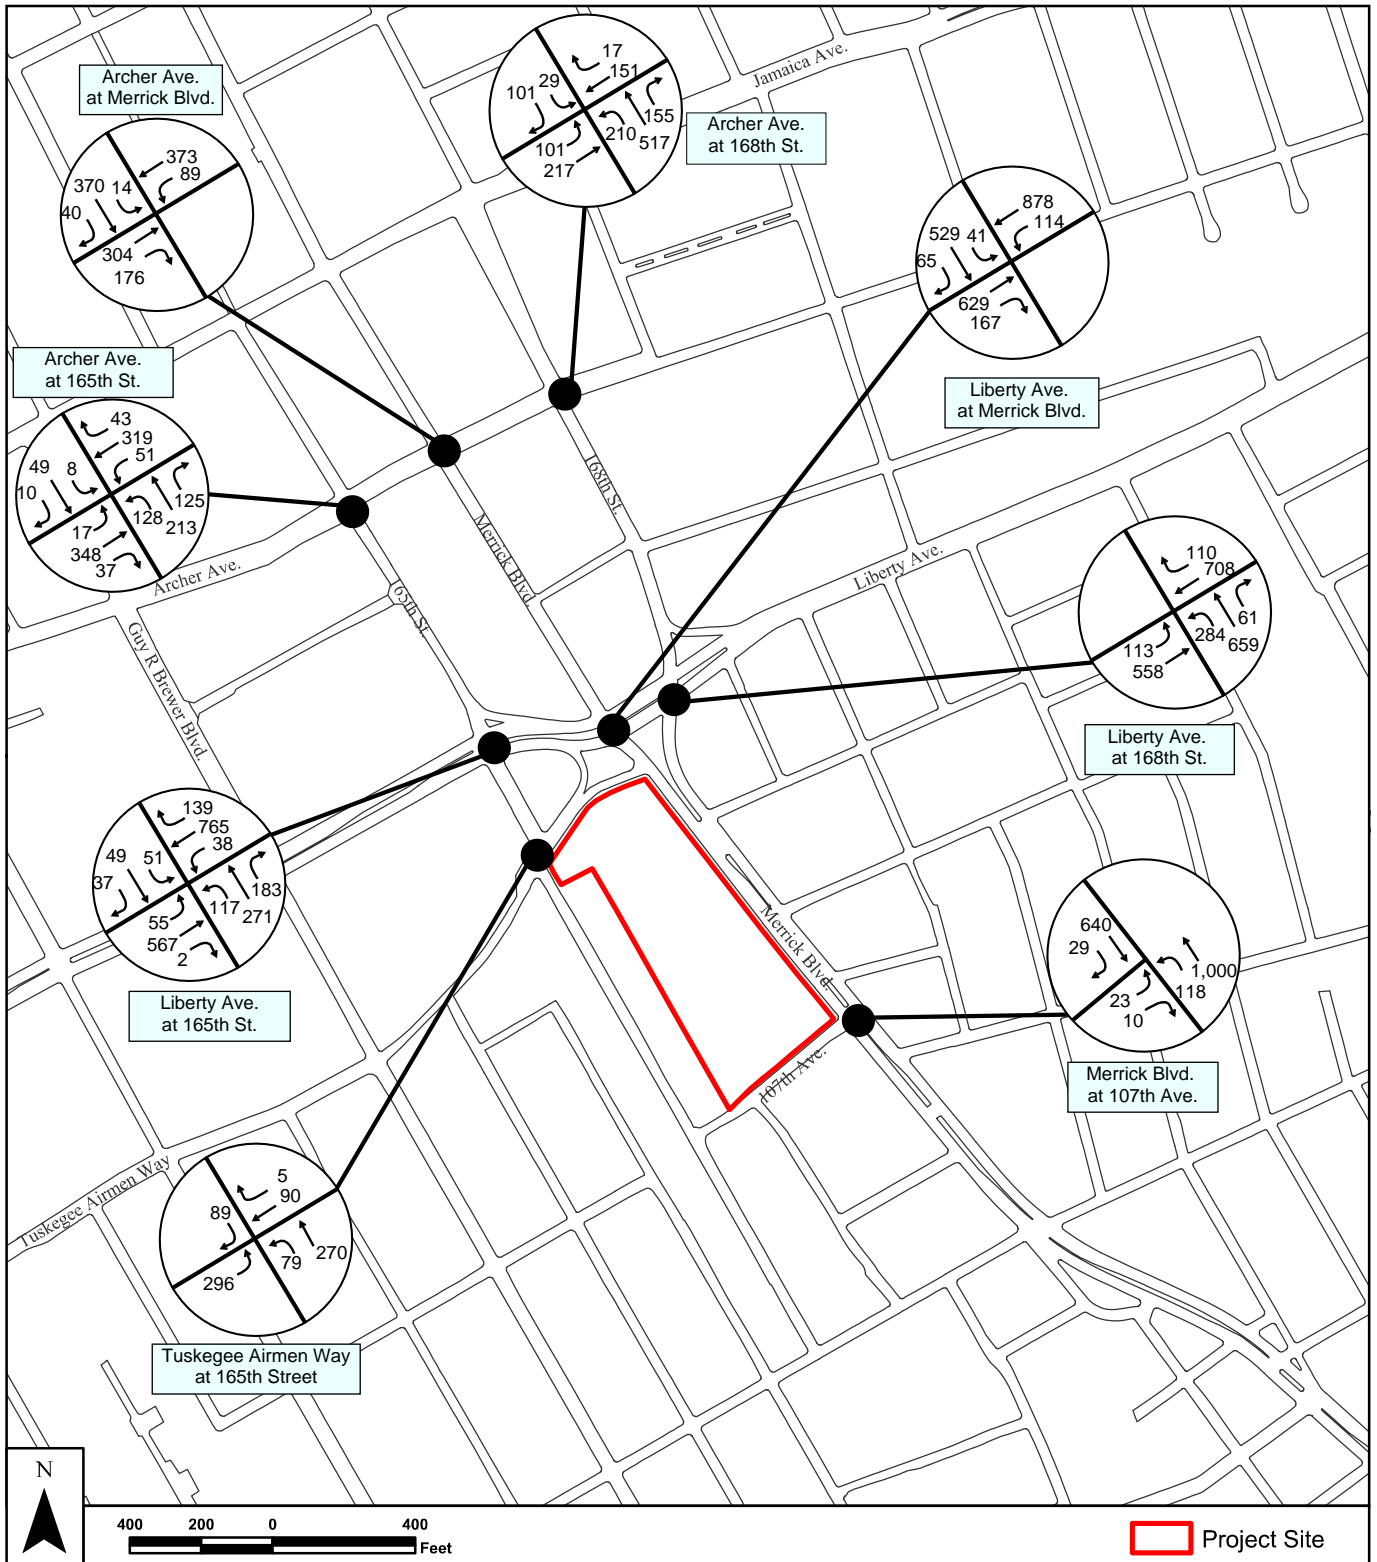 Archer Ave.
at Merrick Blvd.
373
89
370
14
40
304
176
17
151
29
101
155
210
517
101
217
Archer Ave.
at 168th St.
Jamaica Ave.
878
114
529
41
65
629
167
Liberty Ave.
at Merrick Blvd.
Archer Ave.
at 165th St.
43
319
51
49
8
10
125
128
213
17
348
37
Archer Ave.
168th St.
Merrick Blvd.
165th St.
Guy R Brewer Blvd.
Liberty Ave.
110
708
61
284
659
113
558
Liberty Ave.
at 168th St.
139
765
38
49
51
37
183
117
271
55
567
2
Liberty Ave.
at 165th St.
Merrick Blvd.
107th Ave.
640
29
1,000
118
23
10
Merrick Blvd.
at 107th Ave.
Tuskegee Airmen Way
5
90
89
270
79
296
Tuskegee Airmen Way
at 165th Street
N
400 200 0 400
Feet
Project Site